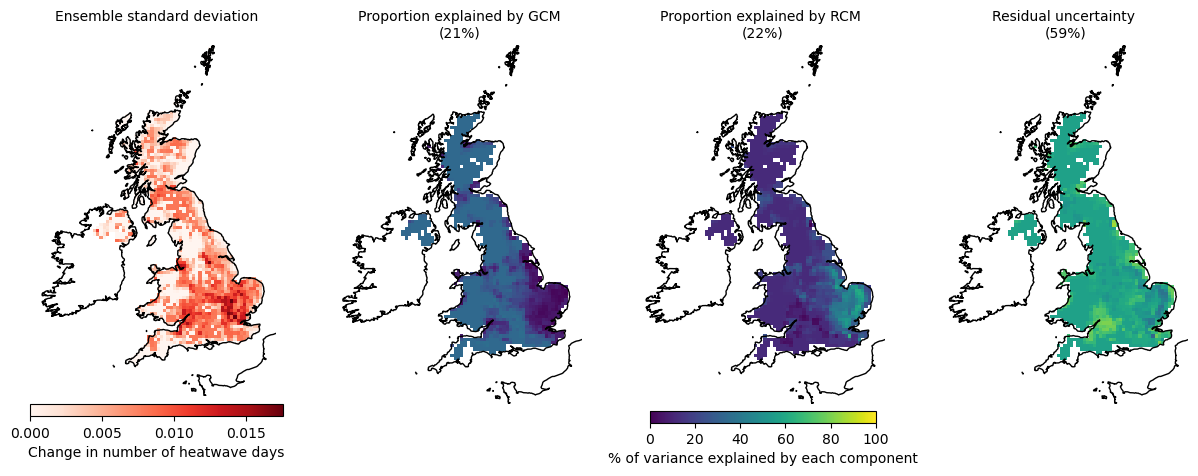 Ensemble standard deviation
Proportion explained by GCM
(21%)
Proportion explained by RCM
(22%)
Residual uncertainty
(59%)
0.000 0.005 0.010 0.015
Change in number of heatwave days
0 20 40 60 80 100
% of variance explained by each component